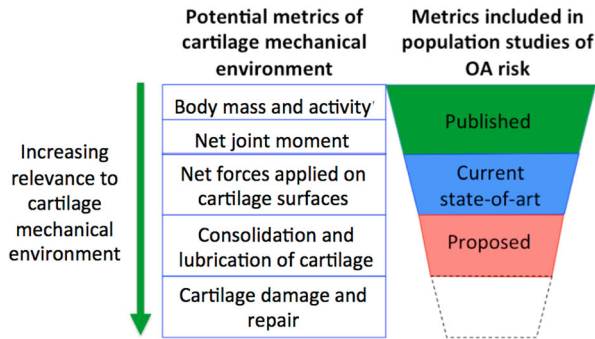 Potential metrics of
cartilage mechanical
environment
Metrics included in
population studies of
OA risk
Increasing
relevance to
cartilage
mechanical
environment
Body mass and activity
Net joint moment
Net forces applied on
cartilage surfaces
Consolidation and
lubrication of cartilage
Cartilage damage and
repair
Published
Current
state-of-art
Proposed